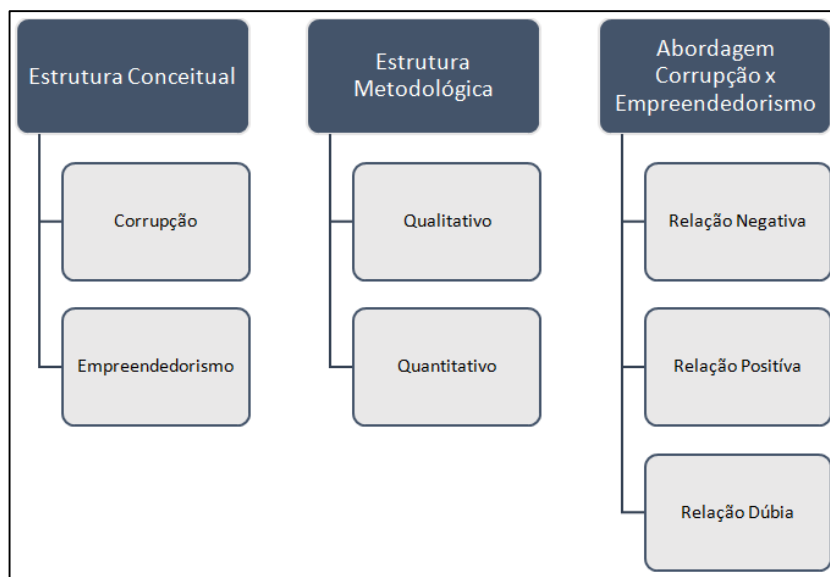 Estrutura Conceitual
Corrupção
Empreendedorismo
Estrutura
Metodológica
Qualitativo
Quantitativo
Abordagem
Corrupção x
Empreendedorismo
Relação Negativa
Relação Positíva
Relação Dúbia